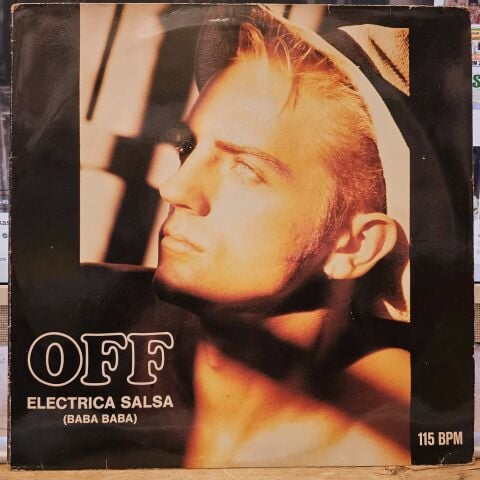 OFF
ELECTRICA SALSA
(BABA BABA)
115 BPM